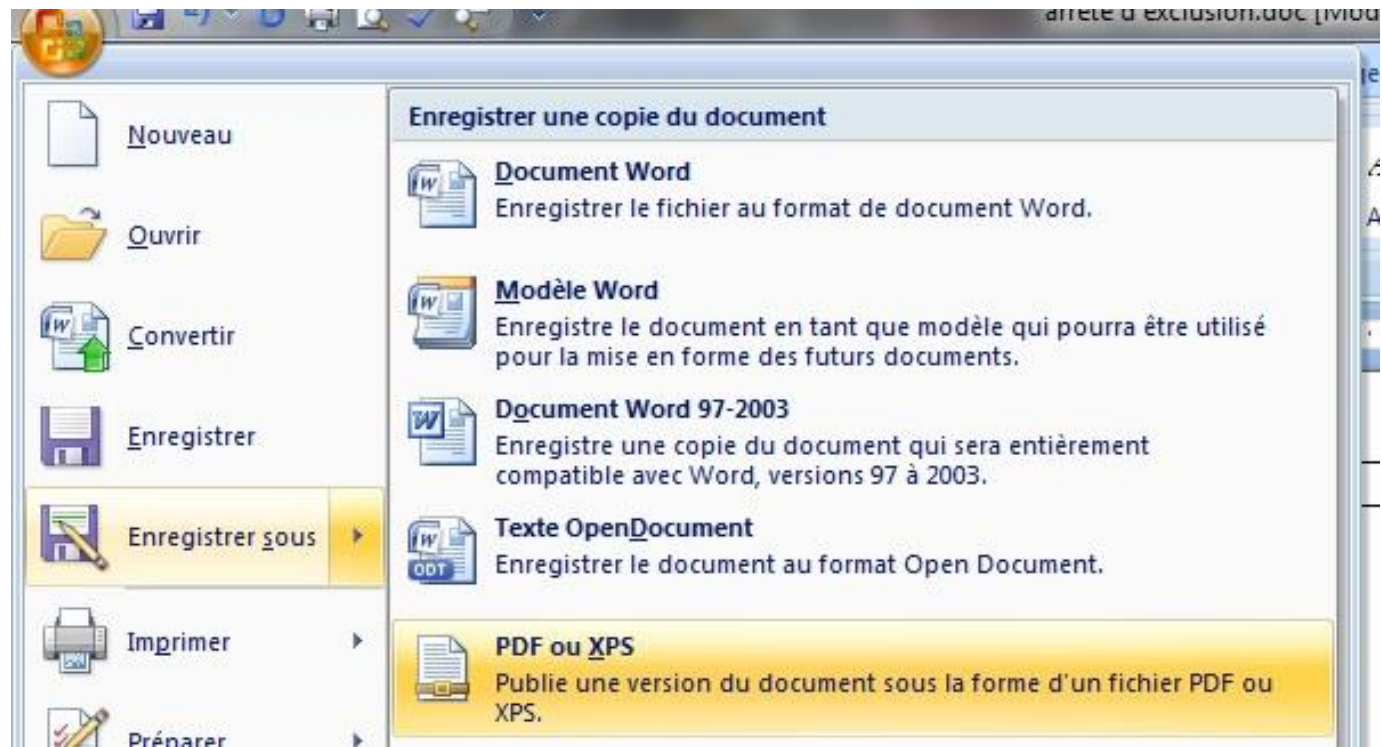 arrêté d'exclusion.doc [Mod
Nouveau
Ouvrir
Convertir
Enregistrer
Enregistrer sous
Imprimer
Préparer
Enregistrer une copie du document
Document Word
Enregistrer le fichier au format de document Word.
Modèle Word
Enregistre le document en tant que modèle qui pourra être utilisé
pour la mise en forme des futurs documents.
Document Word 97-2003
Enregistre une copie du document qui sera entièrement
compatible avec Word, versions 97 à 2003.
Texte OpenDocument
Enregistrer le document au format Open Document.
ODT
PDF ou XPS
Publie une version du document sous la forme d'un fichier PDF ou
XPS.